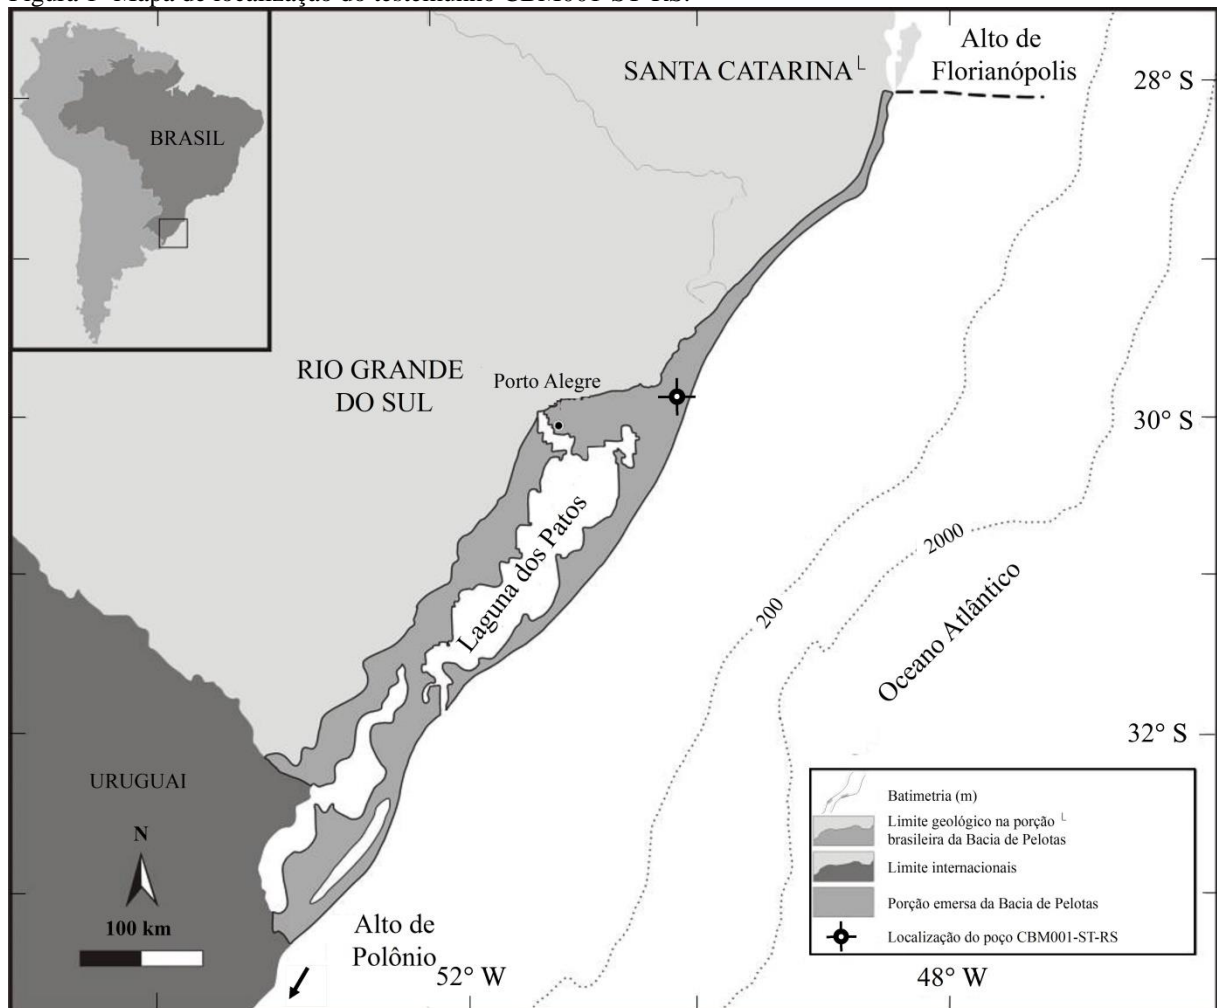 Figura 1- Mapa de localização do testemunho CBM001-ST-RS.
BRASIL
SANTA CATARINA
Alto de
Florianópolis
28° S
RIO GRANDE
DO SUL
Porto Alegre
30° S
Laguna dos Patos
200
2000
Oceano Atlântico
32° S
URUGUAI
N
100 km
Alto de
Polônio
52° W
48° W
Batimetria (m)
Limite geológico na porção
brasileira da Bacia de Pelotas
Limite internacionais
Porção emersa da Bacia de Pelotas
Localização do poço CBM001-ST-RS